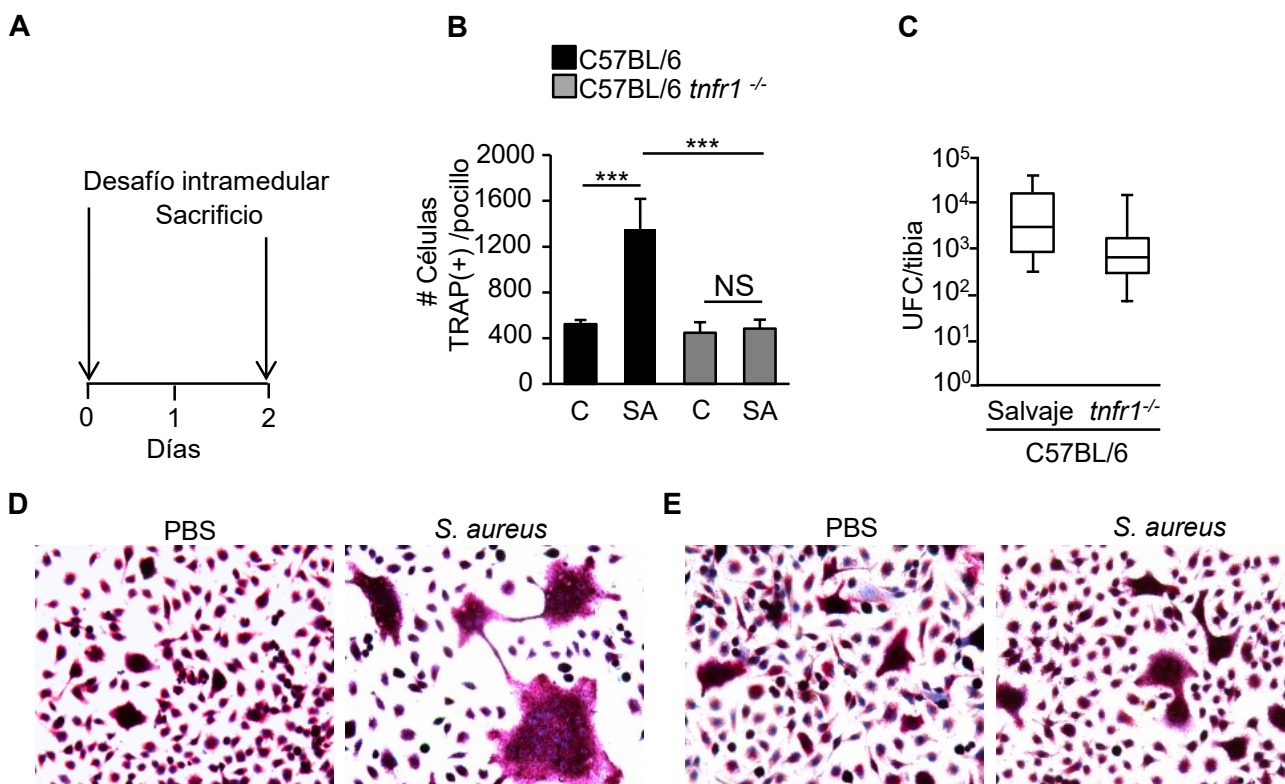 A
Desafío intramedular
Sacrificio
0
1
2
Días
B
C57BL/6
C57BL/6 tnfr1 -/-
# Células
TRAP(+) /pocillo
2000
1600
1200
800
400
0
***
***
NS
C
SA
C
SA
C
UFC/tibia
10^5
10^4
10^3
10^2
10^1
10^0
Salvaje tnfr1-/-
C57BL/6
D
PBS
S. aureus
E
PBS
S. aureus